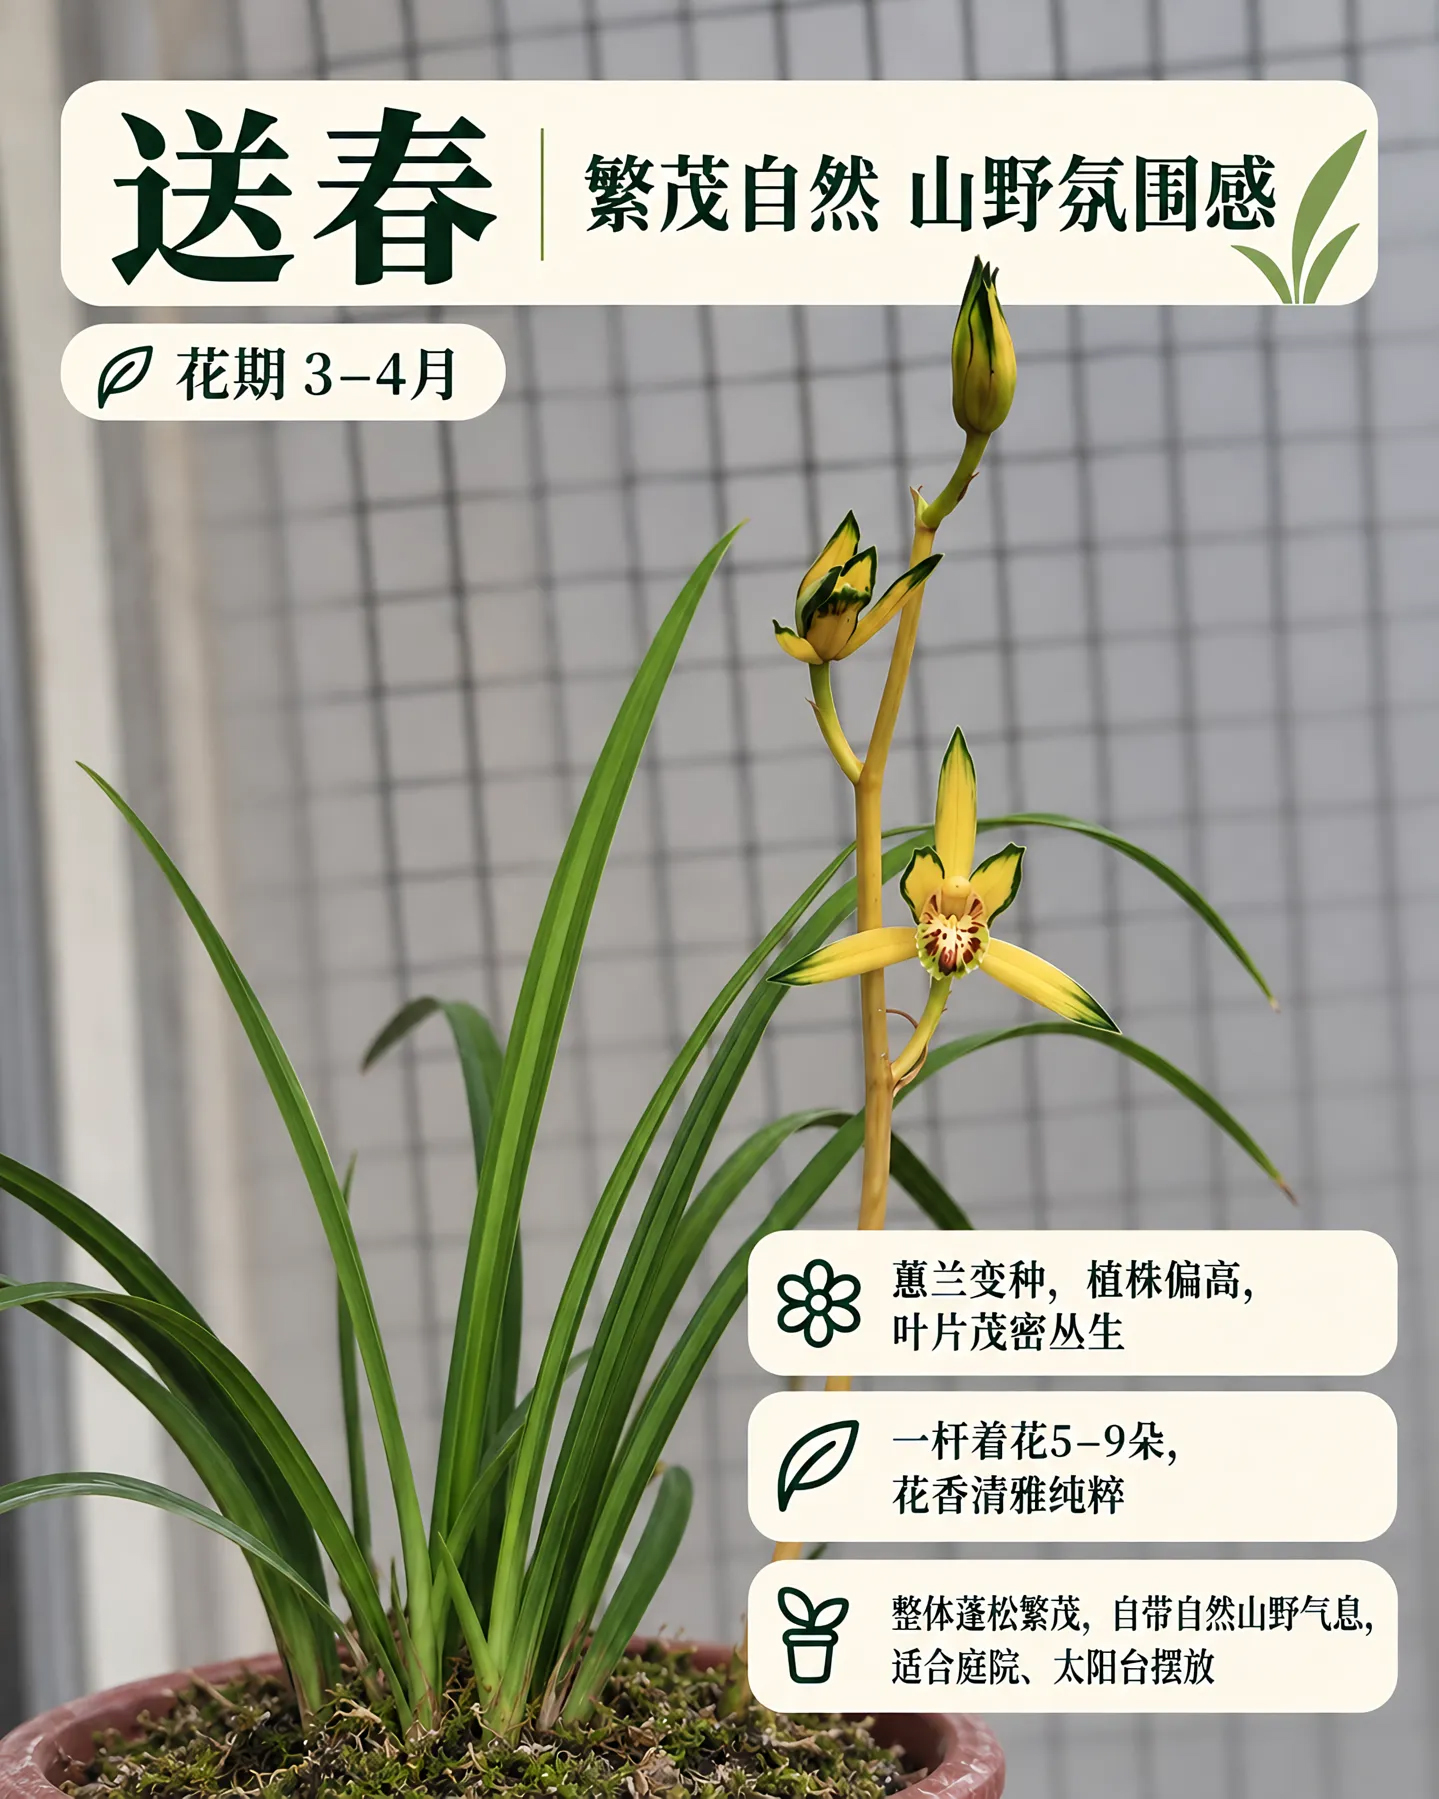 送春
繁茂自然 山野氛围感
花期 3–4月
蕙兰变种，植株偏高，
叶片茂密丛生
一杆着花5–9朵，
花香清雅纯粹
整体蓬松繁茂，自带自然山野气息，
适合庭院、太阳台摆放